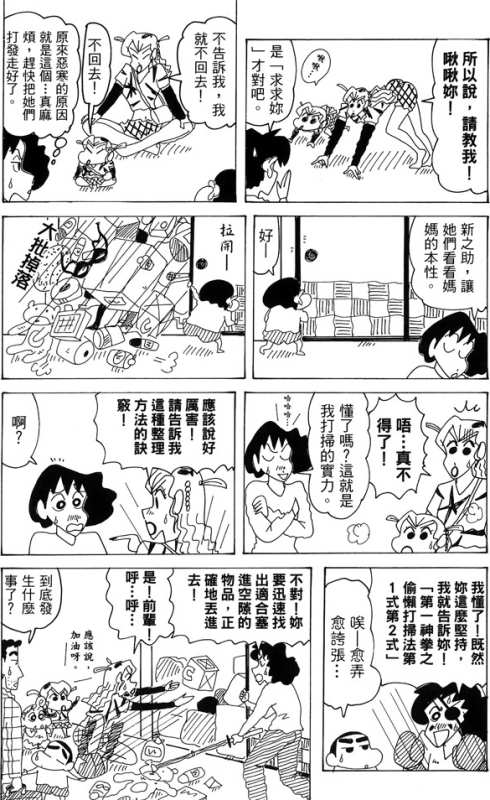 所以說，請教我！
啾啾妳！
啾啾…
是「求求妳
」才對吧。
不告訴我，我
就不回去！
不回去！
原來惡寒的原因
就是這個…真麻
煩，趕快把她們
打發走好了。
新之助，讓
她們看看媽
媽的本性。
好——
拉開——
大批掉落
唔…真不
得了！
懂了嗎？這就是
我打掃的實力。
哈哈哈…
應該說好
厲害！
請告訴我
這種整理
方法的訣
竅！
啊？
我懂了！既然
妳這麼堅持，
我就告訴妳！
「第一神拳之
偷懶打掃法第
1式第2式」
唉—愈弄
愈誇張…
不對！妳
要迅速找
出適合塞
進空隙的
物品，正
確地丟進
去！
是！前輩！
呼…呼…
應該說，
加油呀。
到底發
生什麼
事了？